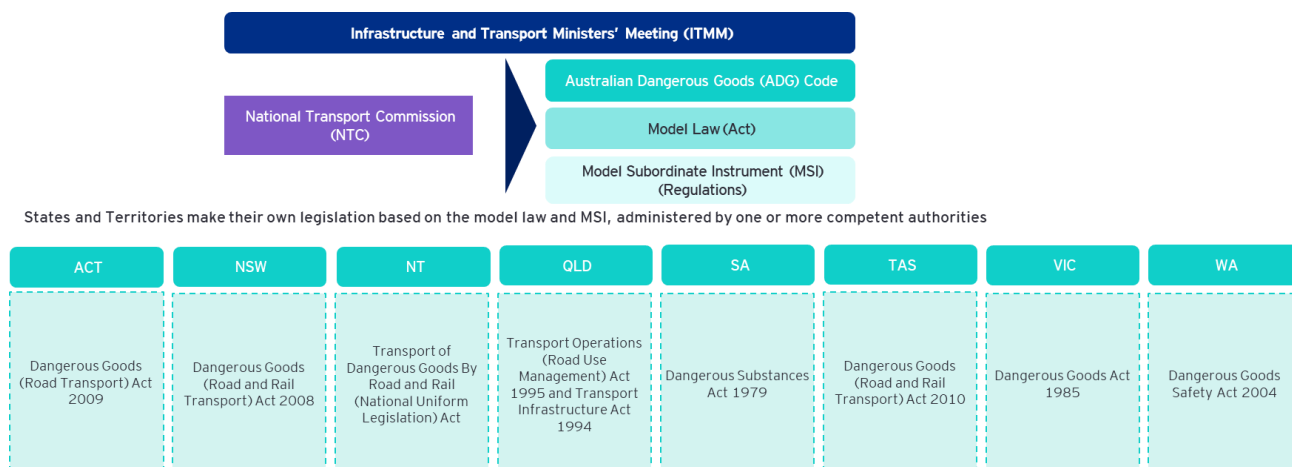 Infrastructure and Transport Ministers' Meeting (ITMM)
National Transport Commission
(NTC)
Australian Dangerous Goods (ADG) Code
Model Law (Act)
Model Subordinate Instrument (MSI)
(Regulations)
States and Territories make their own legislation based on the model law and MSI, administered by one or more competent authorities
ACT
Dangerous Goods
(Road Transport) Act
2009
NSW
Dangerous Goods
(Road and Rail
Transport) Act 2008
NT
Transport of
Dangerous Goods By
Road and Rail
(National Uniform
Legislation) Act
QLD
Transport Operations
(Road Use
Management) Act
1995 and Transport
Infrastructure Act
1994
SA
Dangerous Substances
Act 1979
TAS
Dangerous Goods
(Road and Rail
Transport) Act 2010
VIC
Dangerous Goods Act
1985
WA
Dangerous Goods
Safety Act 2004